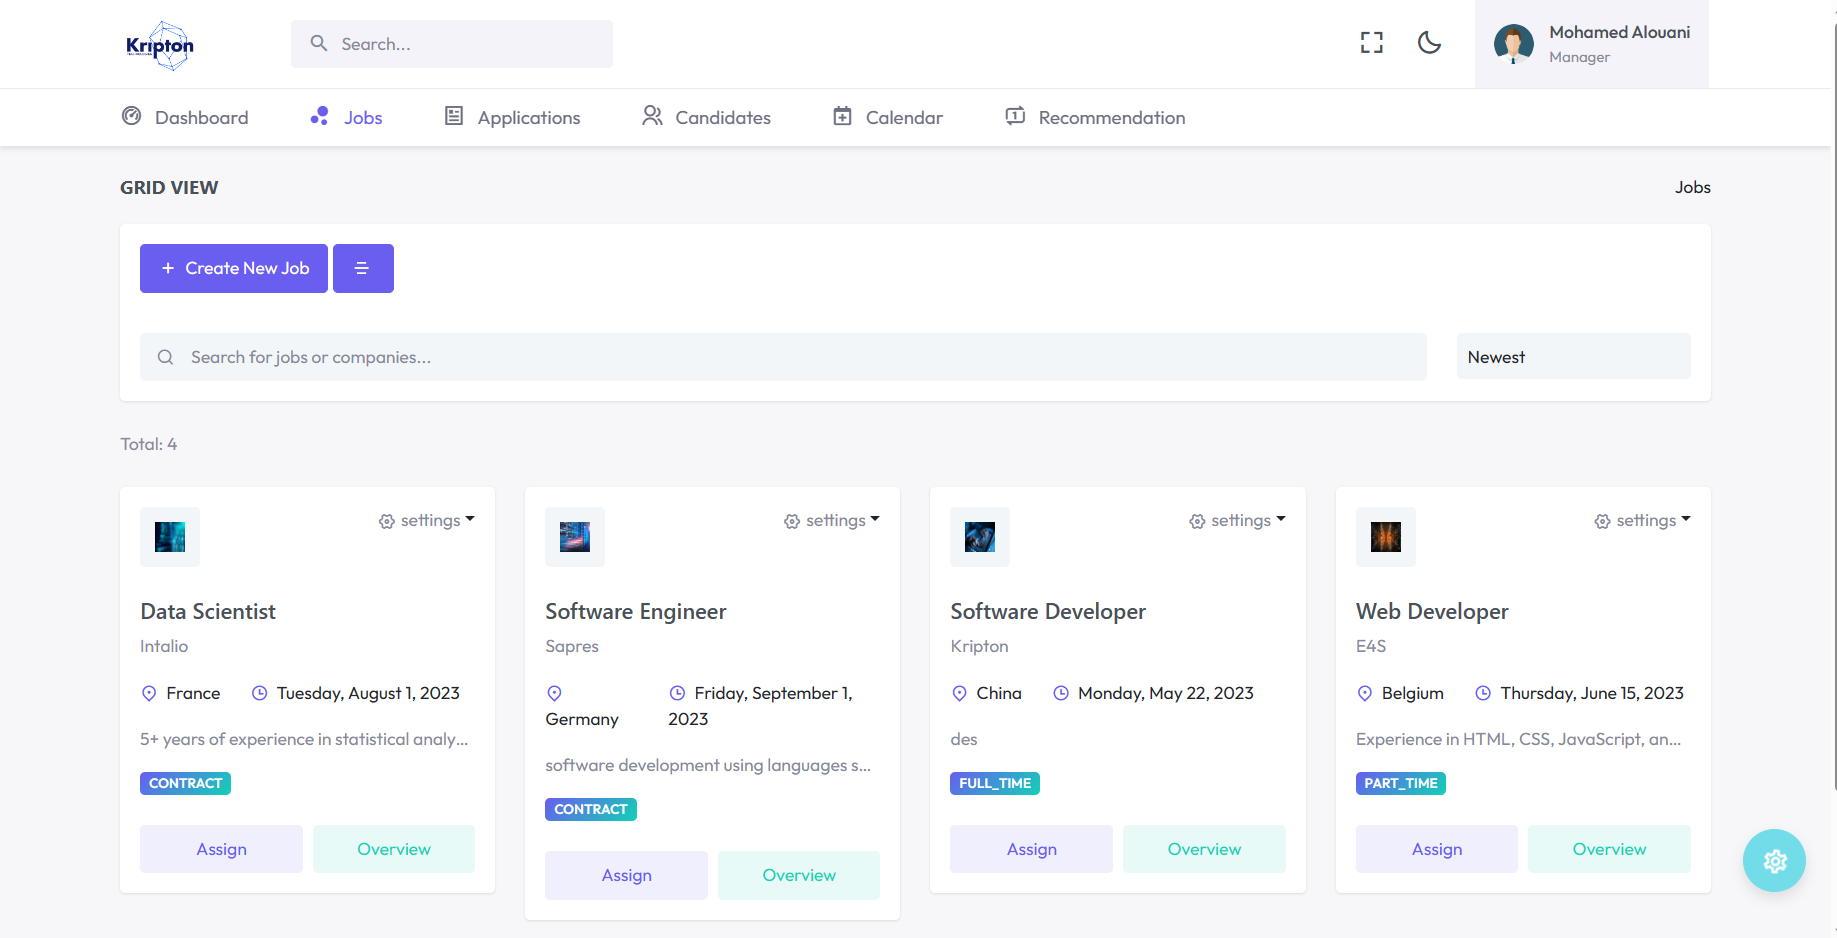 Kripton
Search...
Mohamed Alouani
Manager
Dashboard
Jobs
Applications
Candidates
Calendar
Recommendation
GRID VIEW
Jobs
Create New Job
Search for jobs or companies...
Newest
Total: 4
settings
Data Scientist
Intalio
France
Tuesday, August 1, 2023
5+ years of experience in statistical analy...
CONTRACT
Assign
Overview
settings
Software Engineer
Sapres
Germany
Friday, September 1,
2023
software development using languages s...
CONTRACT
Assign
Overview
settings
Software Developer
Kripton
China
Monday, May 22, 2023
des
FULL_TIME
Assign
Overview
settings
Web Developer
E4S
Belgium
Thursday, June 15, 2023
Experience in HTML, CSS, JavaScript, an...
PART_TIME
Assign
Overview